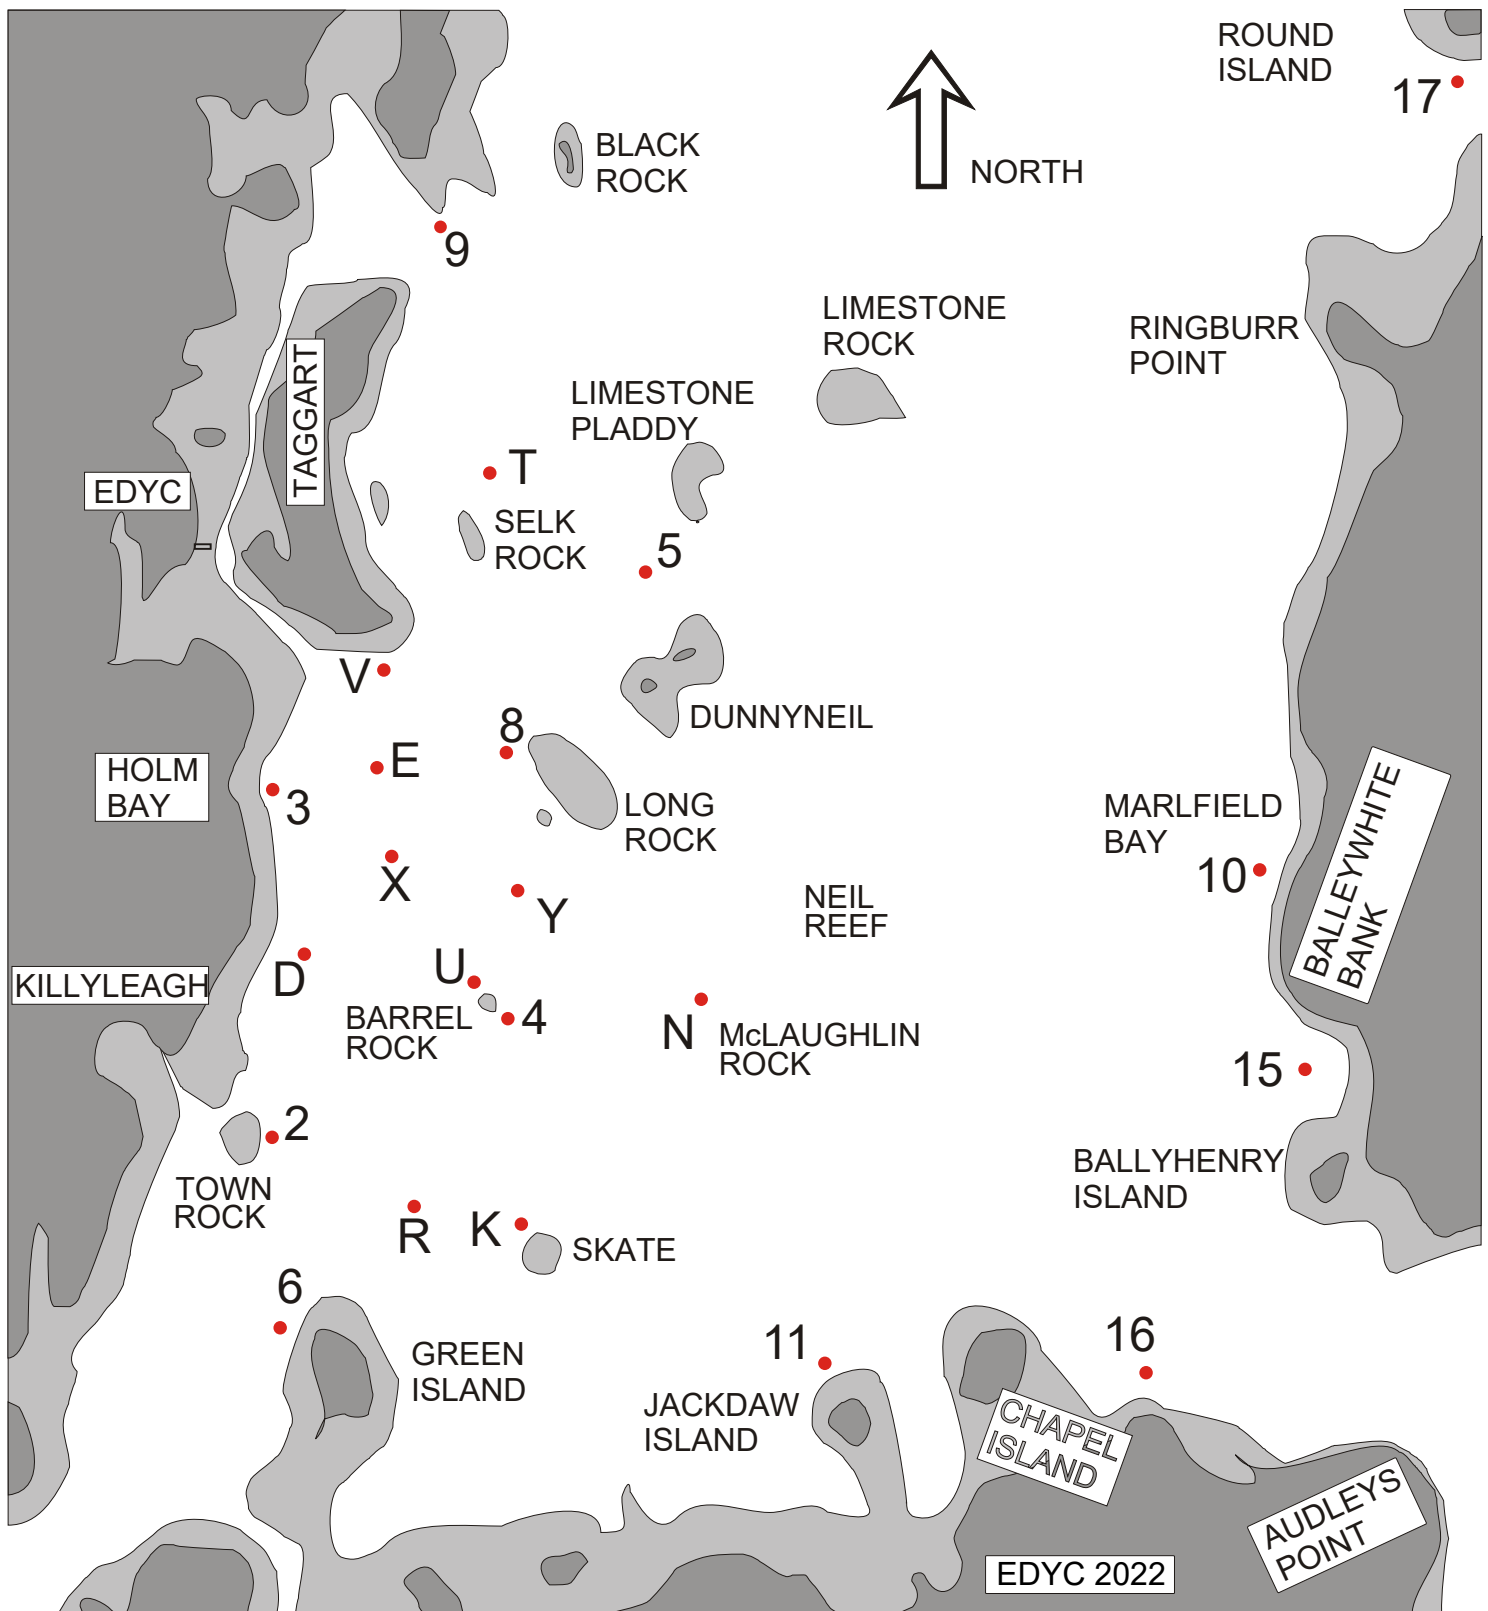 ROUND
ISLAND
17
BLACK
ROCK
NORTH
9
LIMESTONE
ROCK
RINGBURR
POINT
TAGGART
LIMESTONE
PLADDY
T
EDYC
SELK
ROCK
5
V
DUNNYNEIL
8
E
HOLM
BAY
3
LONG
ROCK
MARLFIELD
BAY
BALLEYWHITE
BANK
X
10
Y
NEIL
REEF
U
D
KILLYLEAGH
BARREL
ROCK
4
N
McLAUGHLIN
ROCK
15
2
TOWN
ROCK
BALLYHENRY
ISLAND
R
K
SKATE
6
GREEN
ISLAND
11
16
JACKDAW
ISLAND
CHAPEL
ISLAND
AUDLEYS
POINT
EDYC 2022